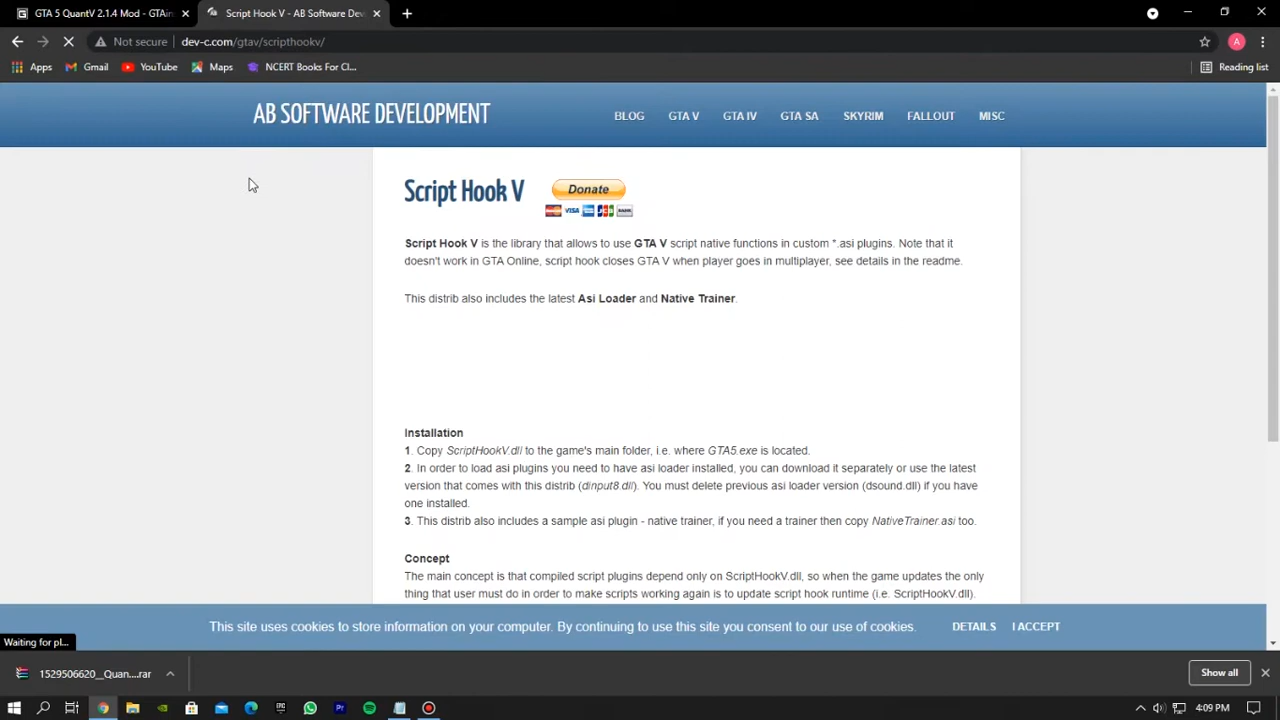 GTA 5 QuantV 2.1.4 Mod - GTAin
Script Hook V - AB Software Dev
Not secure
dev-c.com/gtav/scripthookv/
Apps
Gmail
YouTube
Maps
NCERT Books For Cl...
Reading list
AB SOFTWARE DEVELOPMENT
BLOG GTA V GTA IV GTA SA SKYRIM FALLOUT MISC
Script Hook V
Donate
VISA
JCB
BANK
Script Hook V is the library that allows to use GTA V script native functions in custom *.asi plugins. Note that it
doesn't work in GTA Online, script hook closes GTA V when player goes in multiplayer, see details in the readme.
This distrib also includes the latest Asi Loader and Native Trainer.
Installation
1. Copy ScriptHookV.dll to the game's main folder, i.e. where GTA5.exe is located.
2. In order to load asi plugins you need to have asi loader installed, you can download it separately or use the latest
version that comes with this distrib (dinput8.dll). You must delete previous asi loader version (dsound.dll) if you have
one installed.
3. This distrib also includes a sample asi plugin - native trainer, if you need a trainer then copy NativeTrainer.asi too.
Concept
The main concept is that compiled script plugins depend only on ScriptHookV.dll, so when the game updates the only
thing that user must do in order to make scripts working again is to update script hook runtime (i.e. ScriptHookV.dll).
This site uses cookies to store information on your computer. By continuing to use this site you consent to our use of cookies.
DETAILS
I ACCEPT
Waiting for pl...
1529506620__Quan....rar
Show all
4:09 PM